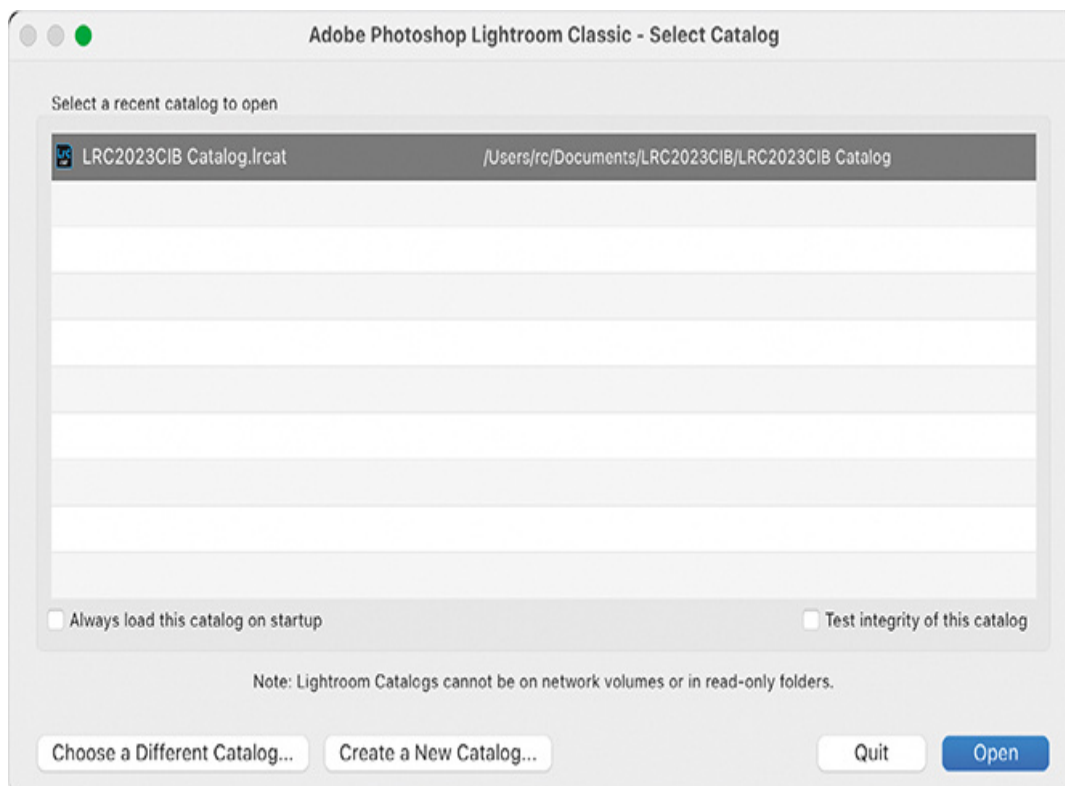 Adobe Photoshop Lightroom Classic - Select Catalog
Select a recent catalog to open
LRC2023CIB Catalog.lrcat /Users/rc/Documents/LRC2023CIB/LRC2023CIB Catalog
Always load this catalog on startup Test integrity of this catalog
Note: Lightroom Catalogs cannot be on network volumes or in read-only folders.
Choose a Different Catalog... Create a New Catalog... Quit Open